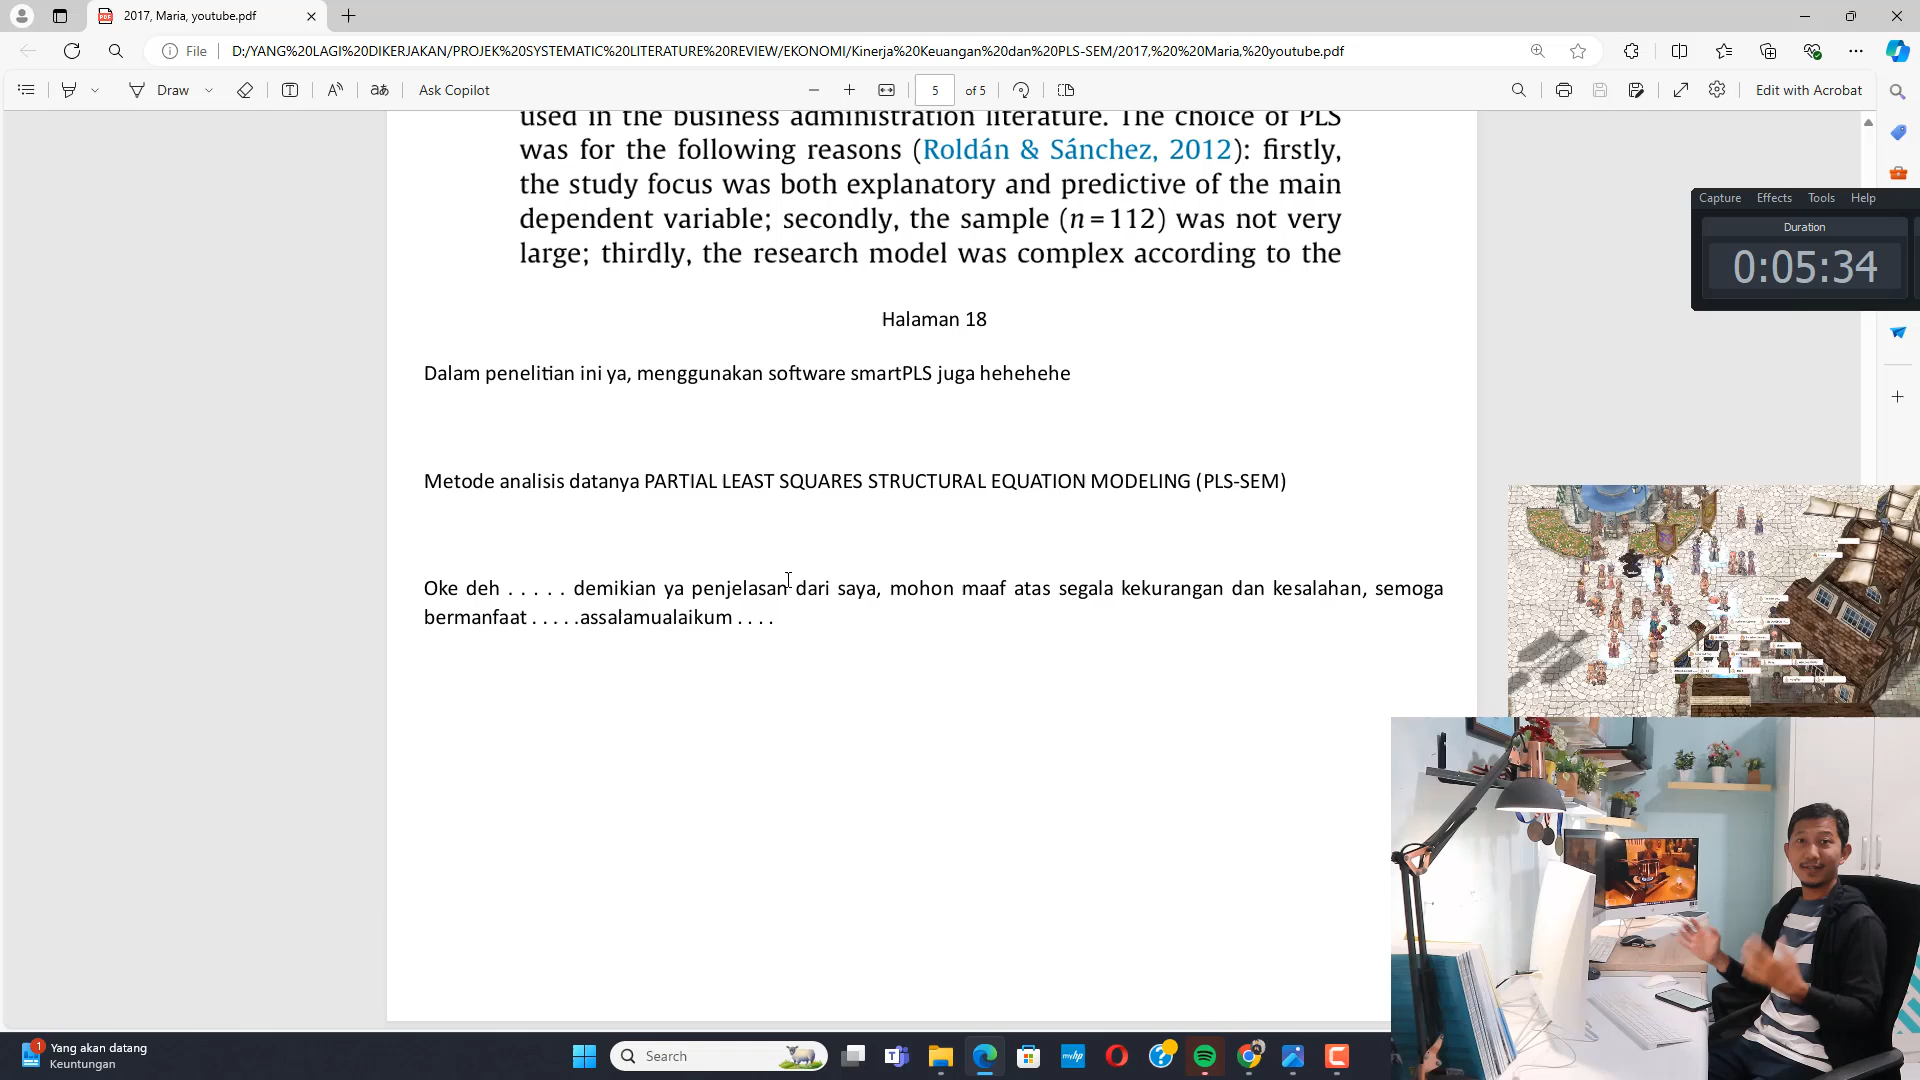 2017, Maria, youtube.pdf
File
D:/YANG%20LAGI%20DIKERJAKAN/PROJEK%20SYSTEMATIC%20LITERATURE%20REVIEW/EKONOMI/Kinerja%20Keuangan%20dan%20PLS-SEM/2017,%20%20Maria,%20youtube.pdf
Draw
Ask Copilot
5 of 5
Edit with Acrobat
used in the business administration literature. The choice of PLS
was for the following reasons (Roldán & Sánchez, 2012): firstly,
the study focus was both explanatory and predictive of the main
dependent variable; secondly, the sample (n = 112) was not very
large; thirdly, the research model was complex according to the
Halaman 18
Dalam penelitian ini ya, menggunakan software smartPLS juga hehehehe
Metode analisis datanya PARTIAL LEAST SQUARES STRUCTURAL EQUATION MODELING (PLS-SEM)
Oke deh . . . . . demikian ya penjelasan dari saya, mohon maaf atas segala kekurangan dan kesalahan, semoga
bermanfaat . . . . .assalamualaikum . . . .
Capture Effects Tools Help
Duration
0:05:34
1
Yang akan datang
Keuntungan
Search
myhp